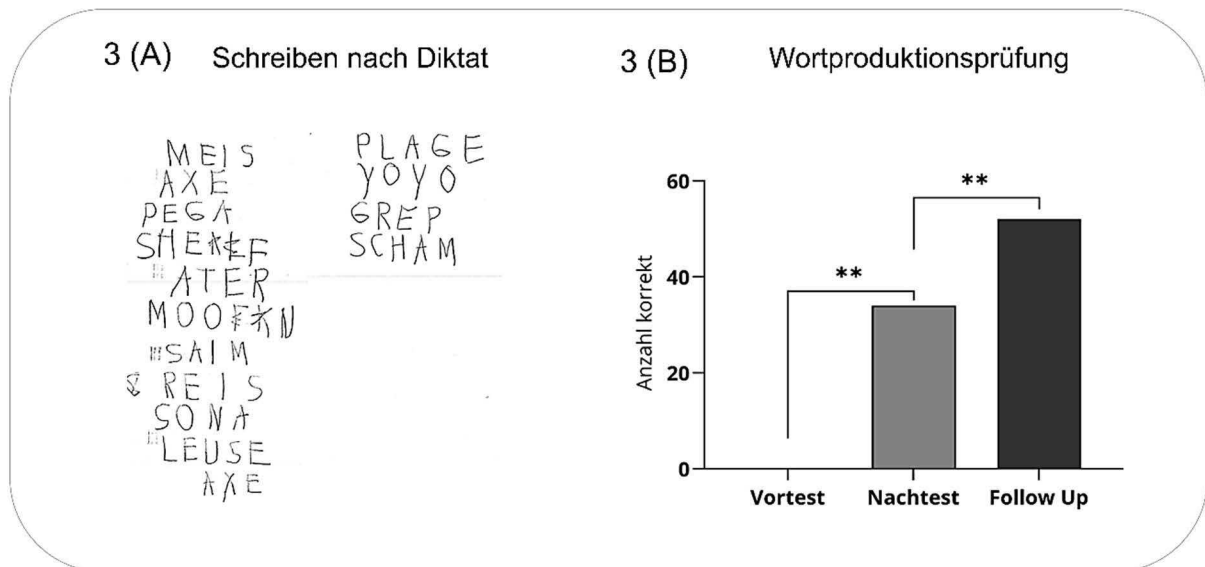 3 (A) Schreiben nach Diktat
MEIS
AXE
PEGA
ATER
SAIM
REIS
SONA
LEUSE
AXE
PLAGE
YOYO
GREP
SCHAM
3 (B) Wortproduktionsprüfung
Anzahl korrekt
60
40
20
0
**
**
Vortest Nachtest Follow Up